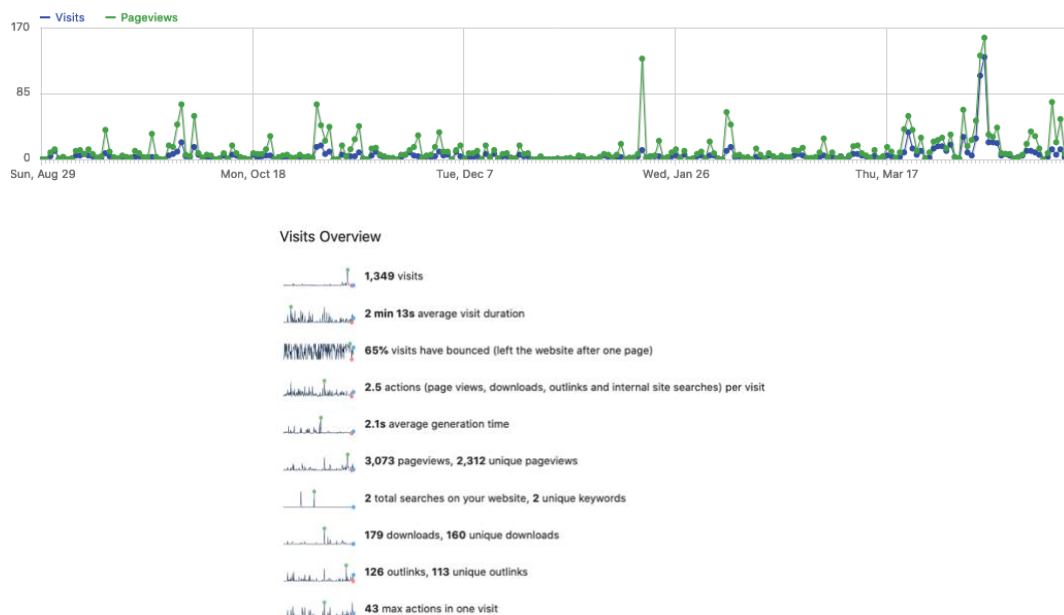 Visits Pageviews
170
85
0
Sun, Aug 29 Mon, Oct 18 Tue, Dec 7 Wed, Jan 26 Thu, Mar 17
Visits Overview
1,349 visits
2 min 13s average visit duration
65% visits have bounced (left the website after one page)
2.5 actions (page views, downloads, outlinks and internal site searches) per visit
2.1s average generation time
3,073 pageviews, 2,312 unique pageviews
2 total searches on your website, 2 unique keywords
179 downloads, 160 unique downloads
126 outlinks, 113 unique outlinks
43 max actions in one visit